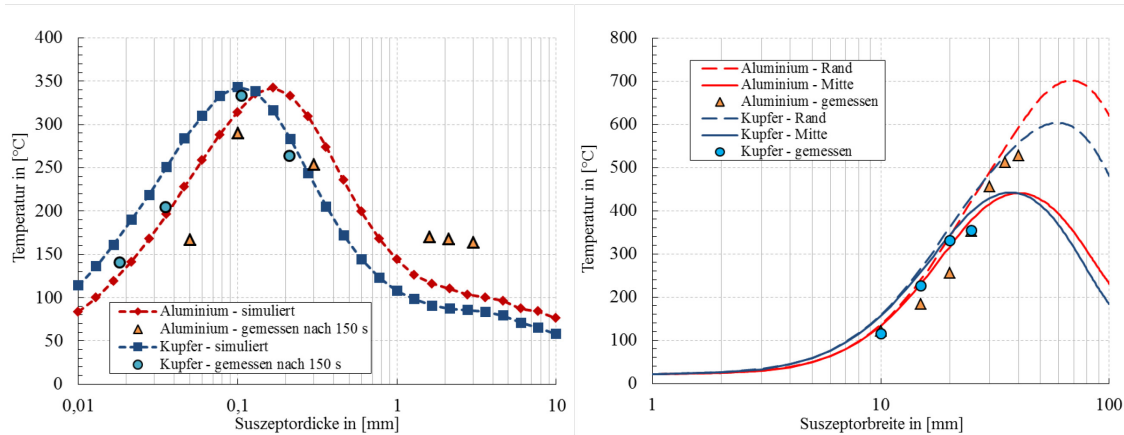 400
350
300
250
200
150
100
50
0
Temperatur in [°C]
Aluminium - simuliert
Aluminium - gemessen nach 150 s
Kupfer - simuliert
Kupfer - gemessen nach 150 s
0,01 0,1 1 10
Suszeptordicke in [mm]
800
700
600
500
400
300
200
100
0
Temperatur in [°C]
Aluminium - Rand
Aluminium - Mitte
Aluminium - gemessen
Kupfer - Rand
Kupfer - Mitte
Kupfer - gemessen
1 10 100
Suszeptorbreite in [mm]